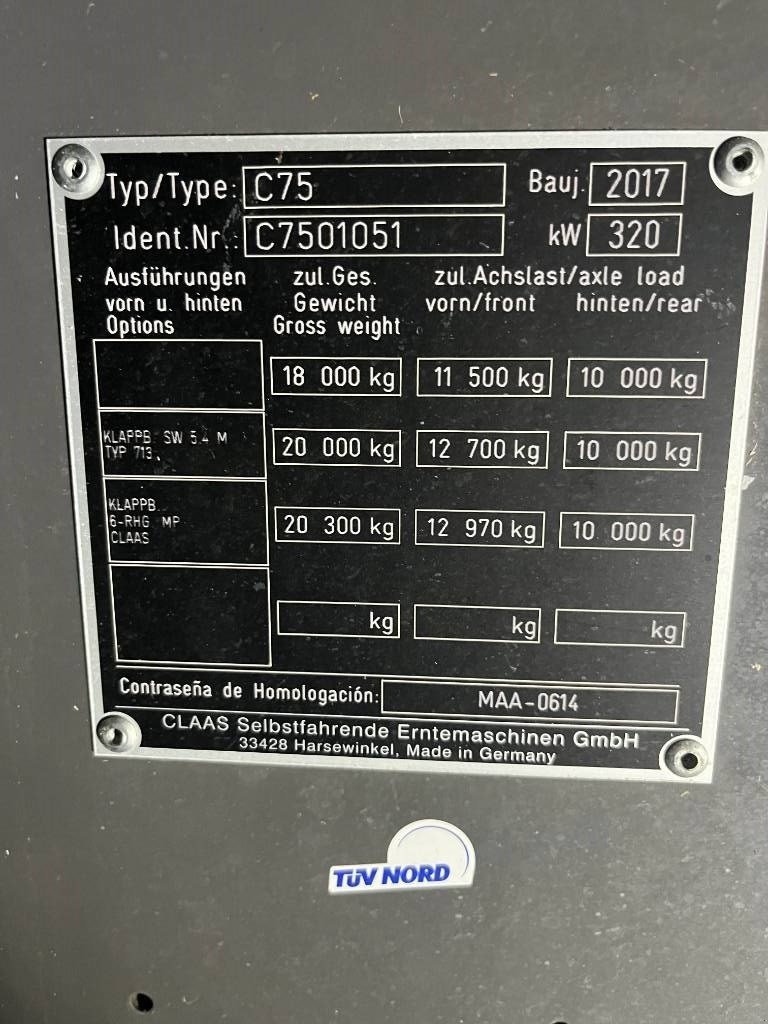 Typ/Type: C75 Bauj. 2017
Ident.Nr.: C7501051 kW 320
Ausführungen zul.Ges. zul.Achslast/axle load
vorn u. hinten Gewicht vorn/front hinten/rear
Options Gross weight
18 000 kg 11 500 kg 10 000 kg
KLAPPB. SW 5.4 M
TYP 713
20 000 kg 12 700 kg 10 000 kg
KLAPPB.
6-RHG MP
CLAAS
20 300 kg 12 970 kg 10 000 kg
kg kg kg
Contraseña de Homologación: MAA-0614
CLAAS Selbstfahrende Erntemaschinen GmbH
33428 Harsewinkel, Made in Germany
TÜV NORD